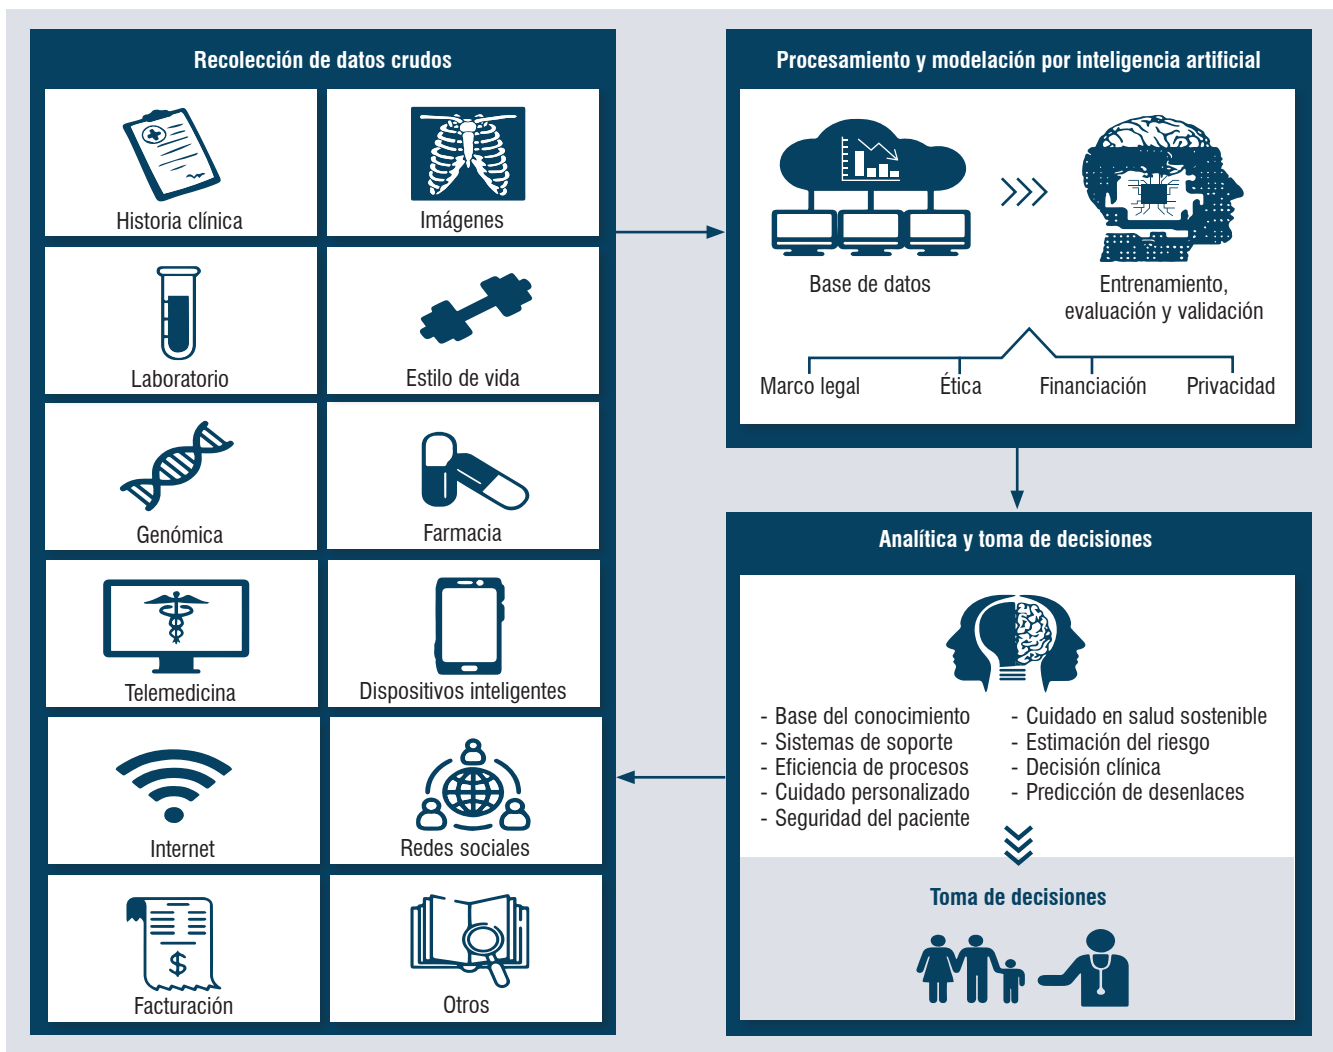 Recolección de datos crudos
Historia clínica
Imágenes
Laboratorio
Estilo de vida
Genómica
Farmacia
Telemedicina
Dispositivos inteligentes
Internet
Redes sociales
$
Facturación
Otros
Procesamiento y modelación por inteligencia artificial
Base de datos
Entrenamiento,
evaluación y validación
Marco legal
Ética
Financiación
Privacidad
Analítica y toma de decisiones
- Base del conocimiento
- Sistemas de soporte
- Eficiencia de procesos
- Cuidado personalizado
- Seguridad del paciente
- Cuidado en salud sostenible
- Estimación del riesgo
- Decisión clínica
- Predicción de desenlaces
Toma de decisiones